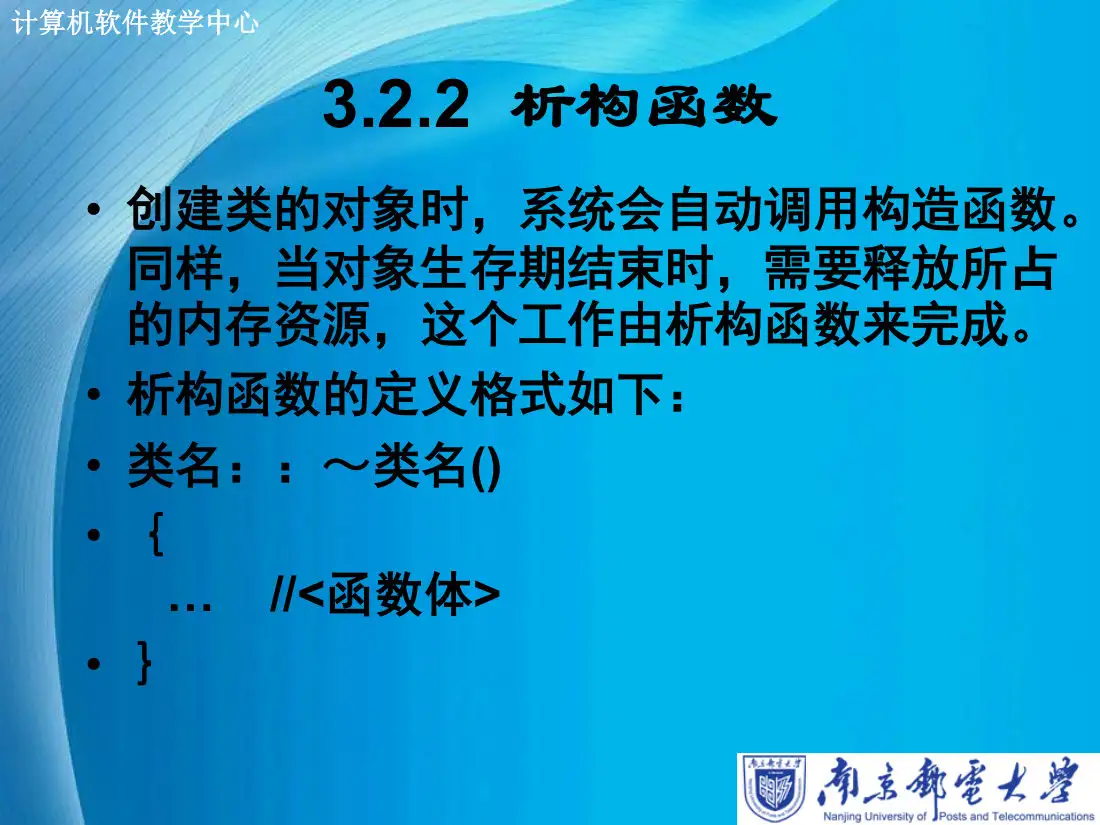 计算机软件教学中心
3.2.2 析构函数
• 创建类的对象时，系统会自动调用构造函数。
同样，当对象生存期结束时，需要释放所占
的内存资源，这个工作由析构函数来完成。
• 析构函数的定义格式如下：
• 类名：：～类名()
• ｛
… //<函数体>
• ｝
南京邮电大学
Nanjing University of Posts and Telecommunications